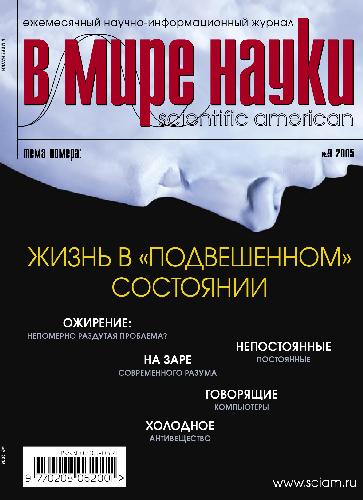 ежемесячный научно-информационный журнал
в мире науки
scientific american
тема номера:
№9 2005
ЖИЗНЬ В «ПОДВЕШЕННОМ»
СОСТОЯНИИ
ОЖИРЕНИЕ:
НЕПОМЕРНО РАЗДУТАЯ ПРОБЛЕМА?
НЕПОСТОЯННЫЕ
ПОСТОЯННЫЕ
НА ЗАРЕ
СОВРЕМЕННОГО РАЗУМА
ГОВОРЯЩИЕ
КОМПЬЮТЕРЫ
ХОЛОДНОЕ
АНТИВЕЩЕСТВО
www.sciam.ru